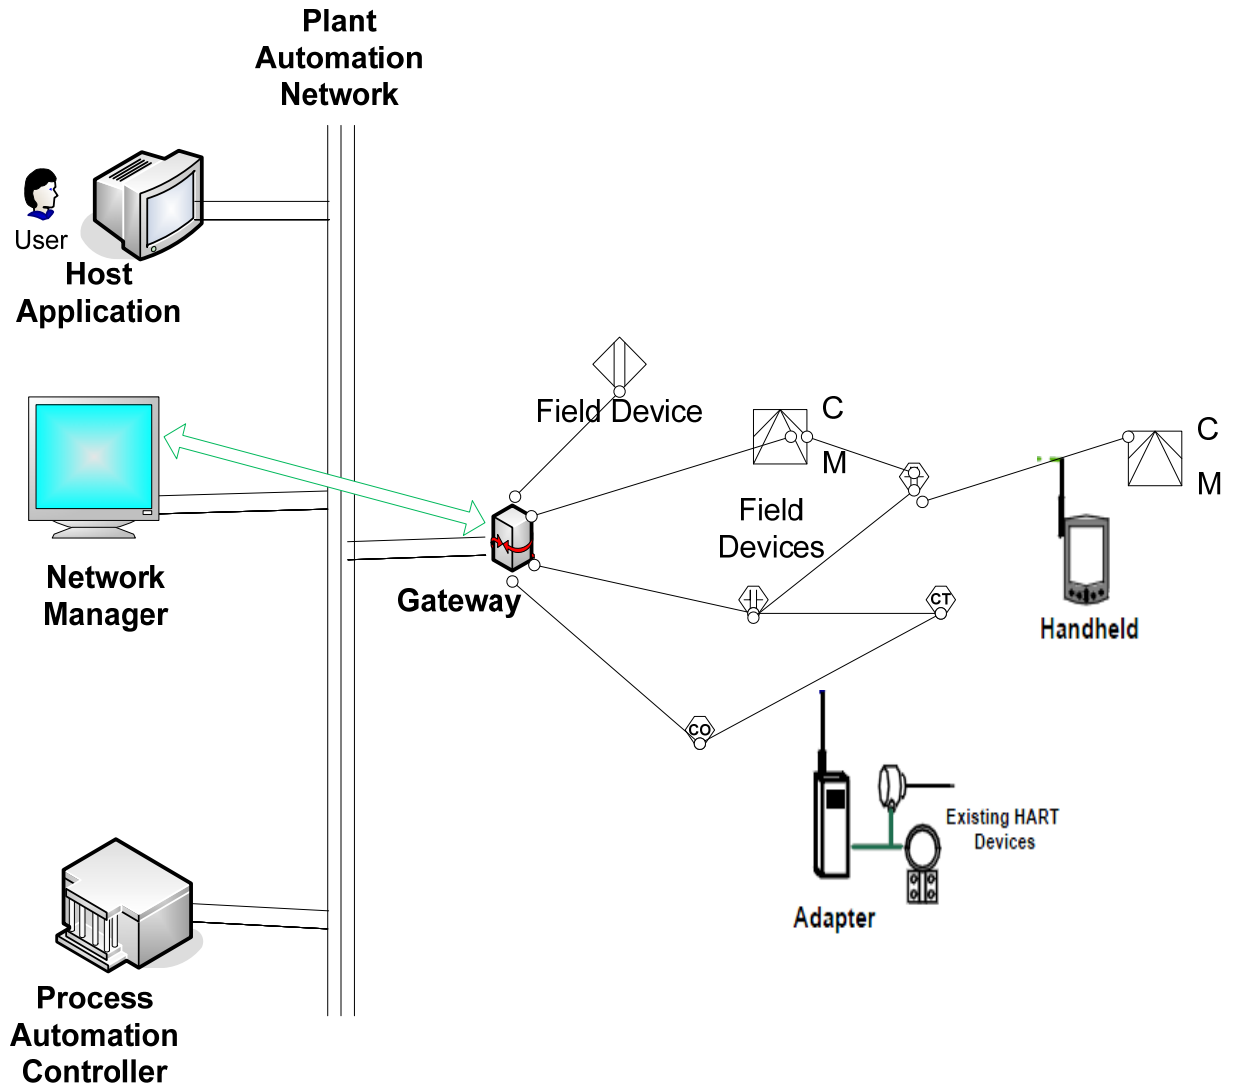 Plant
Automation
Network
User
Host
Application
Network
Manager
Process
Automation
Controller
Gateway
Field Device
C
M
Field
Devices
C
M
CT
CO
Handheld
Existing HART
Devices
Adapter